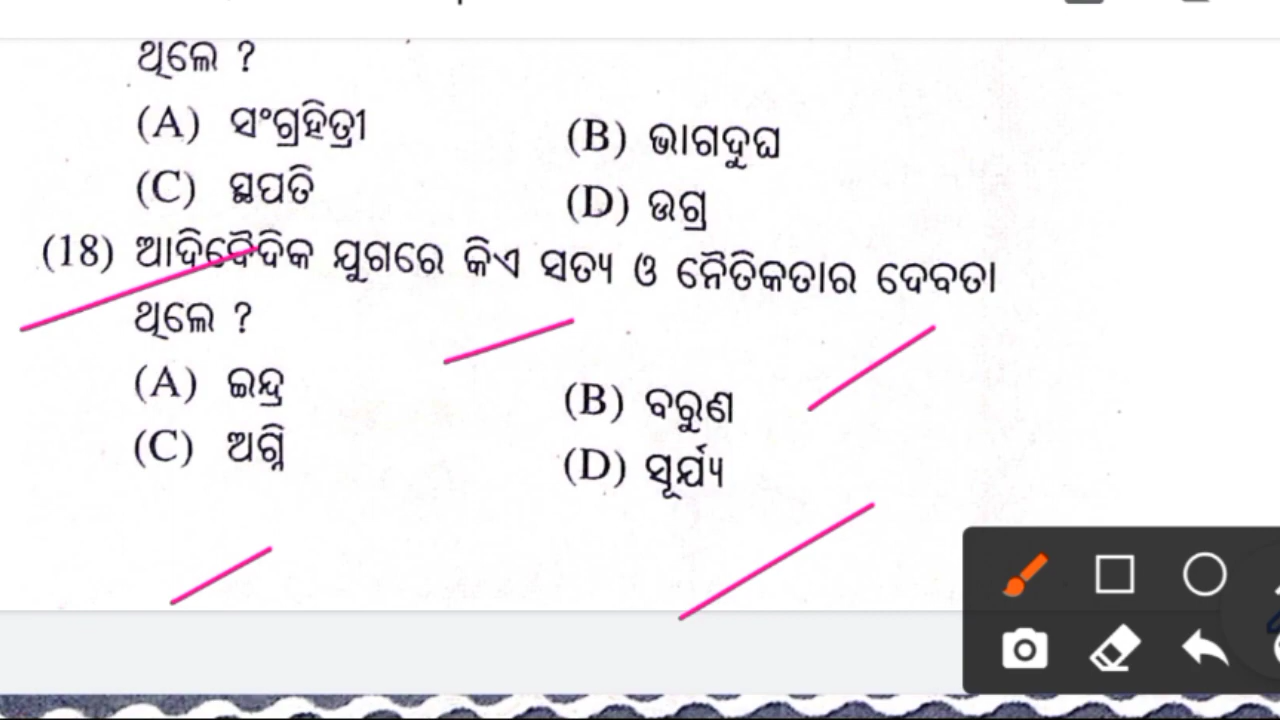 ଥିଲେ ?
(A) ସଂଗ୍ରହିତ୍ରୀ (B) ଭାଗଦୁଘ
(C) ସ୍ଥପତି (D) ଉଗ୍ର
(18) ଆଦିବୈଦିକ ଯୁଗରେ କିଏ ସତ୍ୟ ଓ ନୈତିକତାର ଦେବତା
ଥିଲେ ?
(A) ଇନ୍ଦ୍ର (B) ବରୁଣ
(C) ଅଗ୍ନି (D) ସୂର୍ଯ୍ୟ